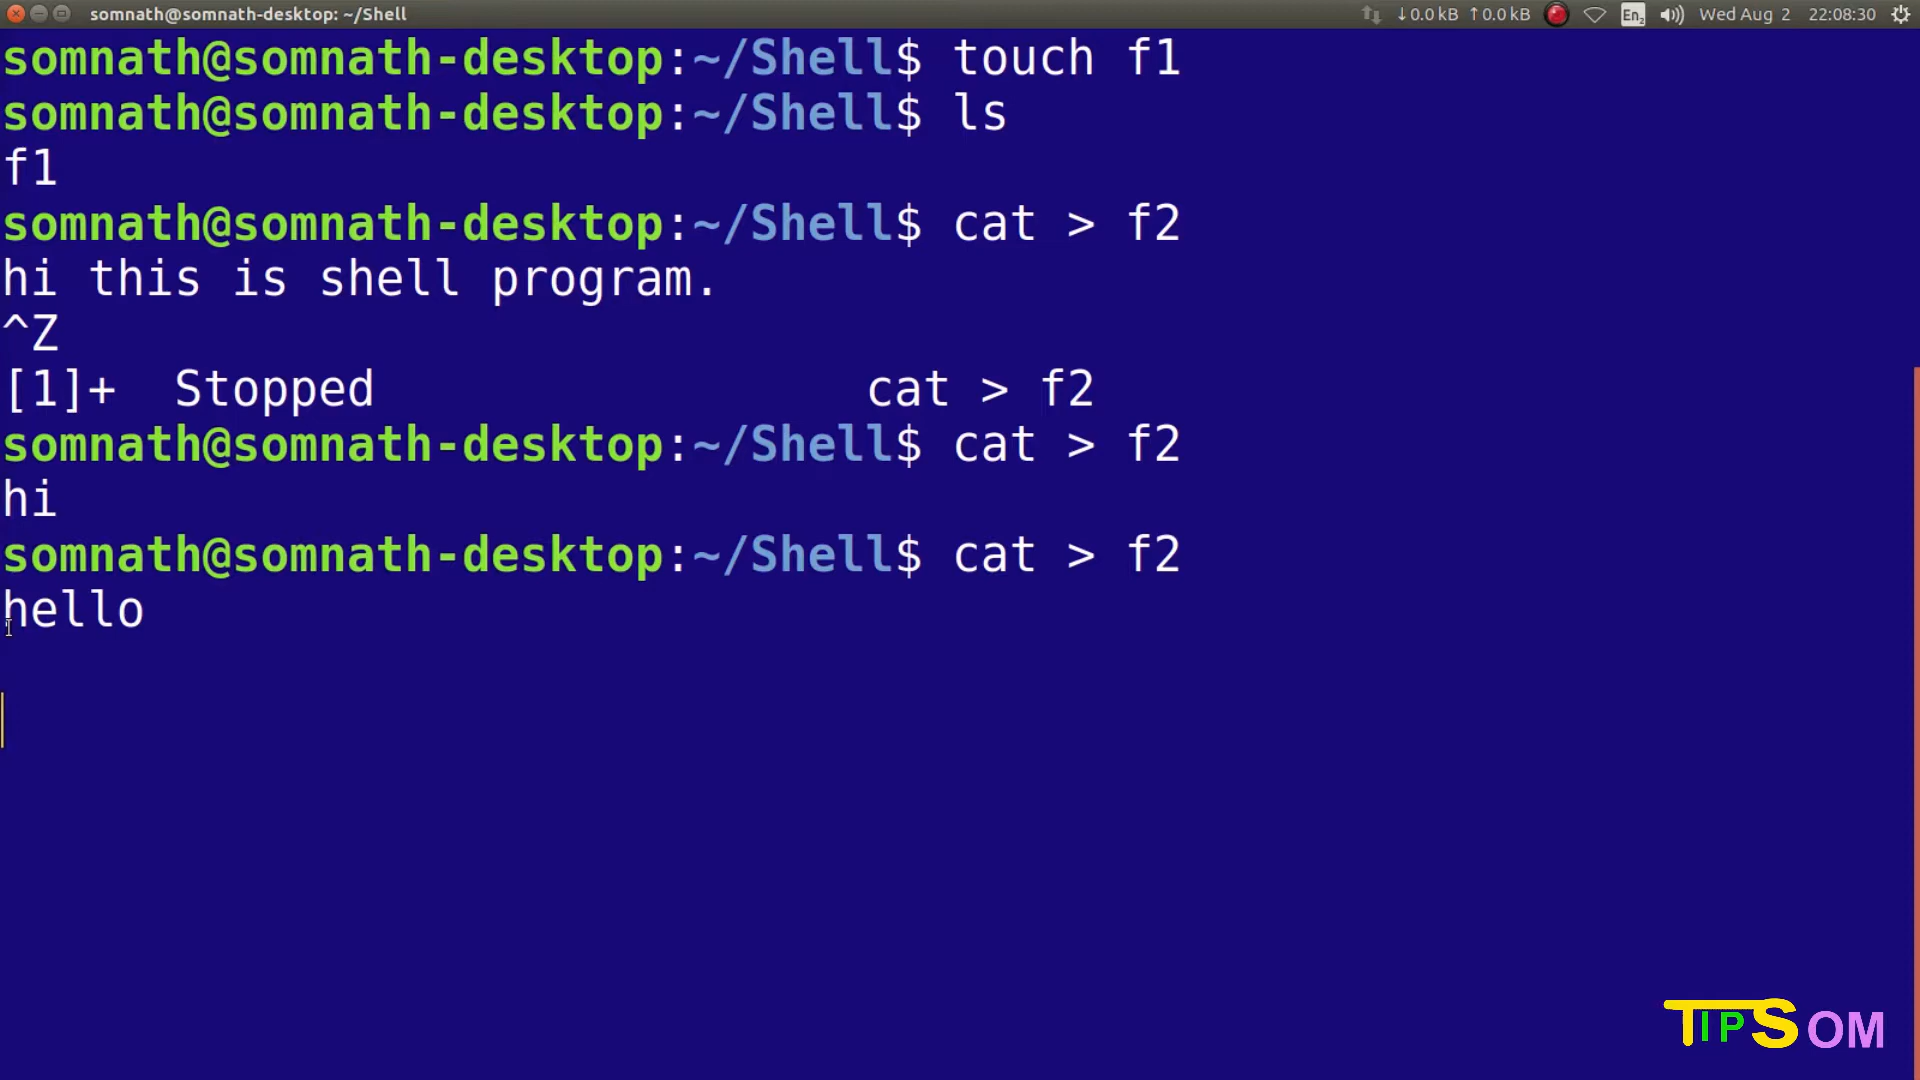 somnath@somnath-desktop: ~/Shell
↓0.0 kB ↑0.0 kB En2 Wed Aug 2 22:08:30
somnath@somnath-desktop:~/Shell$ touch f1
somnath@somnath-desktop:~/Shell$ ls
f1
somnath@somnath-desktop:~/Shell$ cat > f2
hi this is shell program.
^Z
[1]+  Stopped                 cat > f2
somnath@somnath-desktop:~/Shell$ cat > f2
hi
somnath@somnath-desktop:~/Shell$ cat > f2
hello
TIPSOM